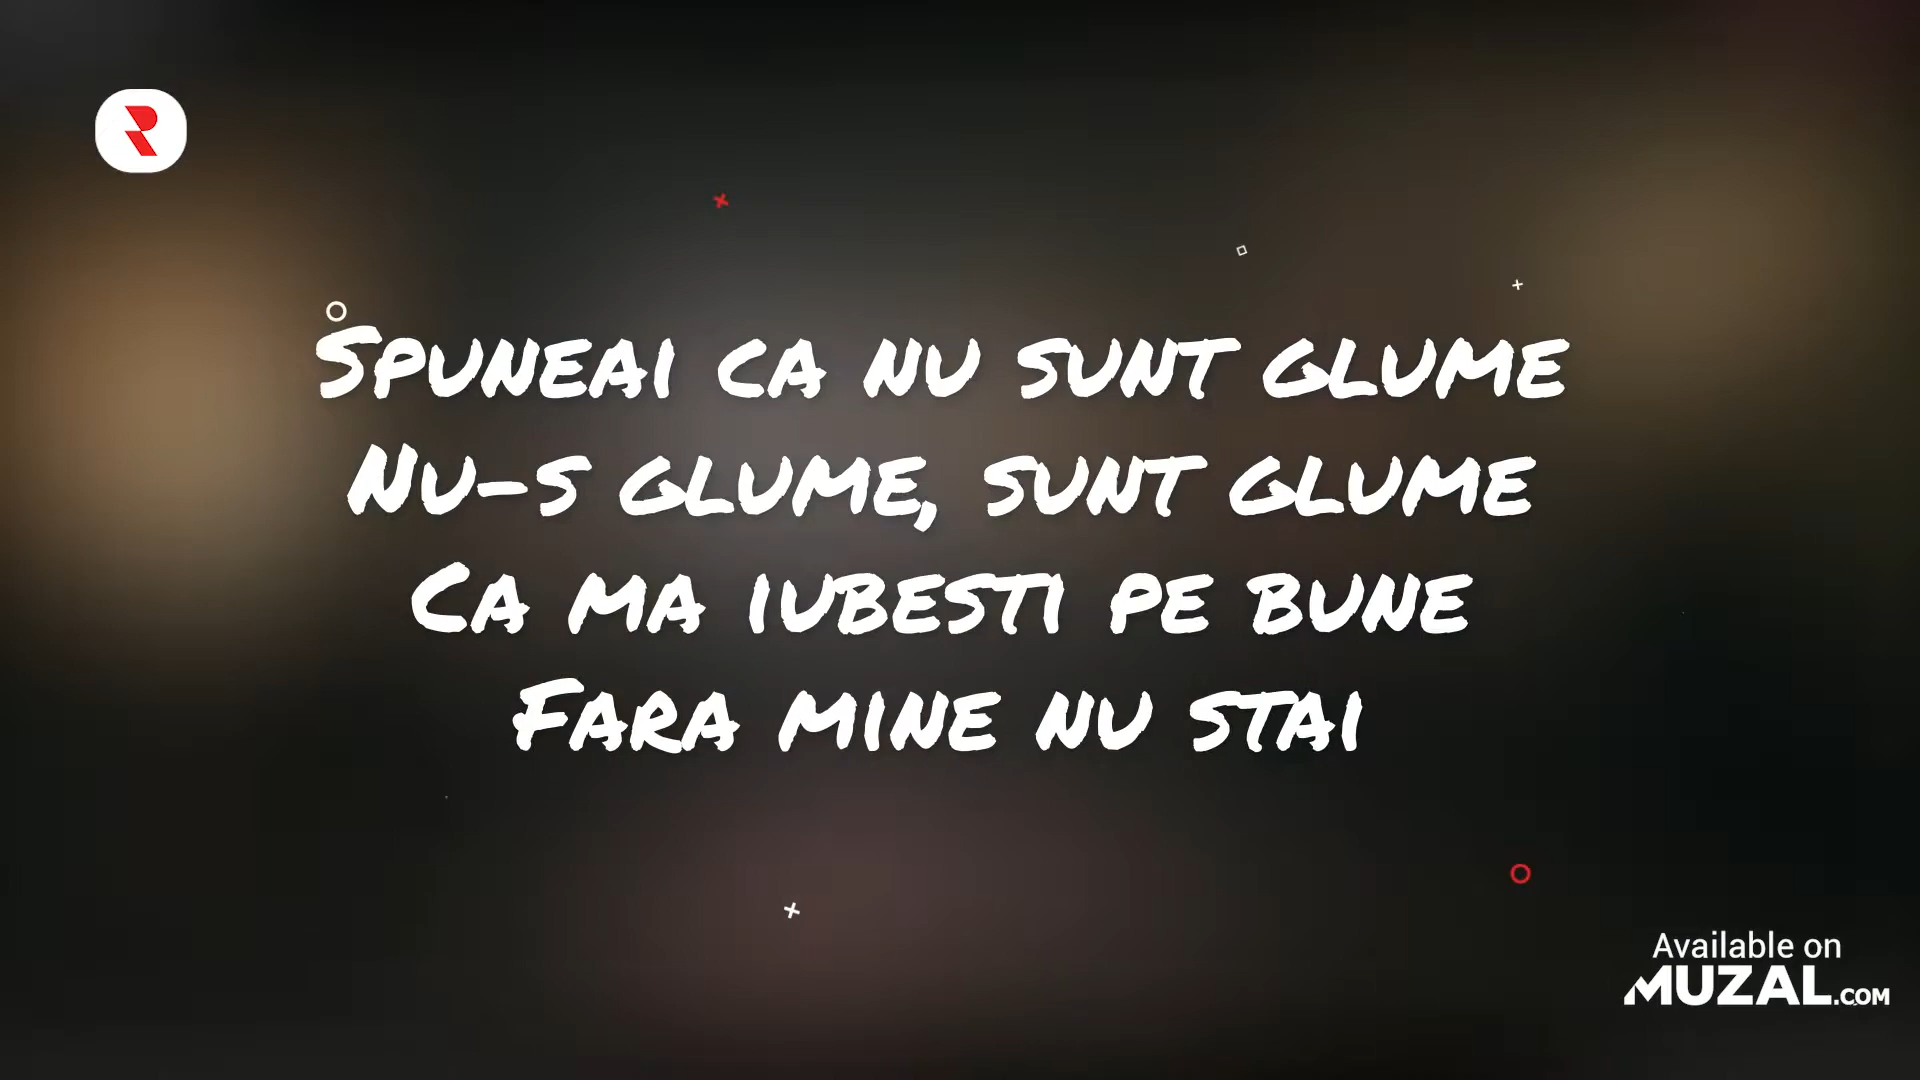 Spuneai ca nu sunt glume
Nu-s glume, sunt glume
Ca ma iubesti pe bune
Fara mine nu stai
Available on
MUZAL.COM